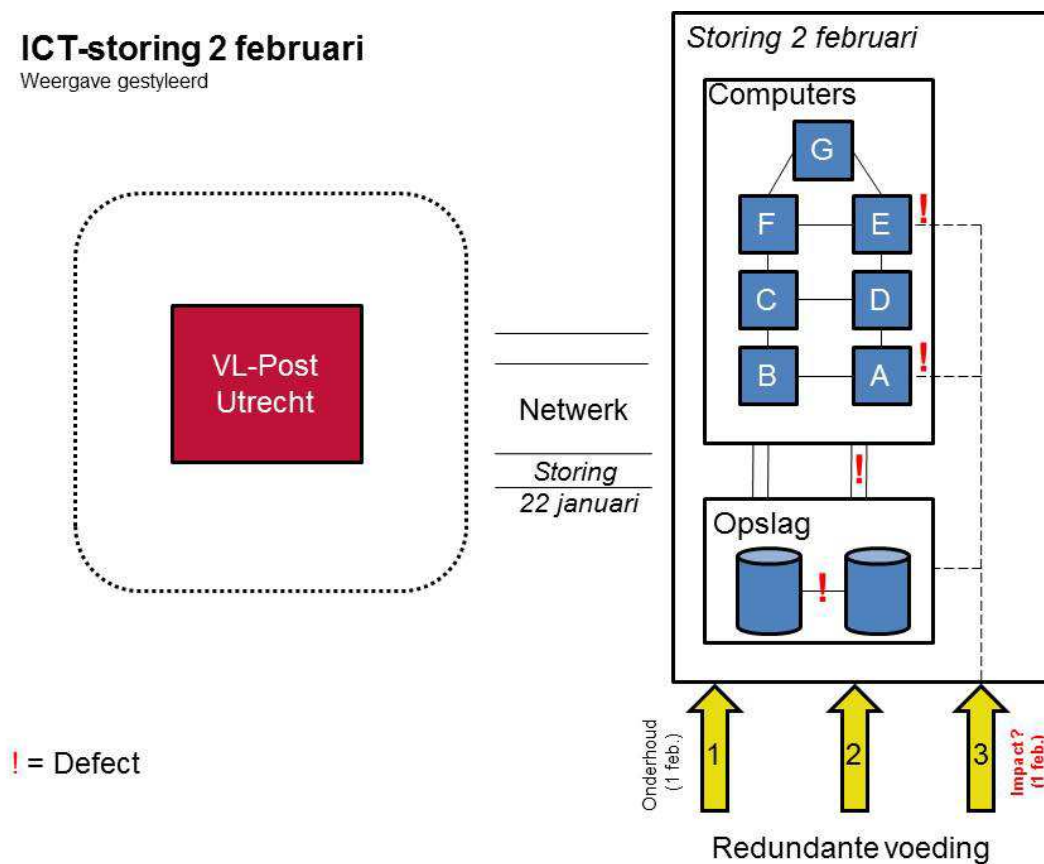 ICT-storing 2 februari
Weergave gestyleerd
Storing 2 februari
Computers
G
F
E
!
C
D
B
A
!
VL-Post
Utrecht
Netwerk
Storing
22 januari
!
Opslag
!
! = Defect
Onderhoud
(1 feb.)
1
2
3
Impact?
(1 feb.)
Redundante voeding